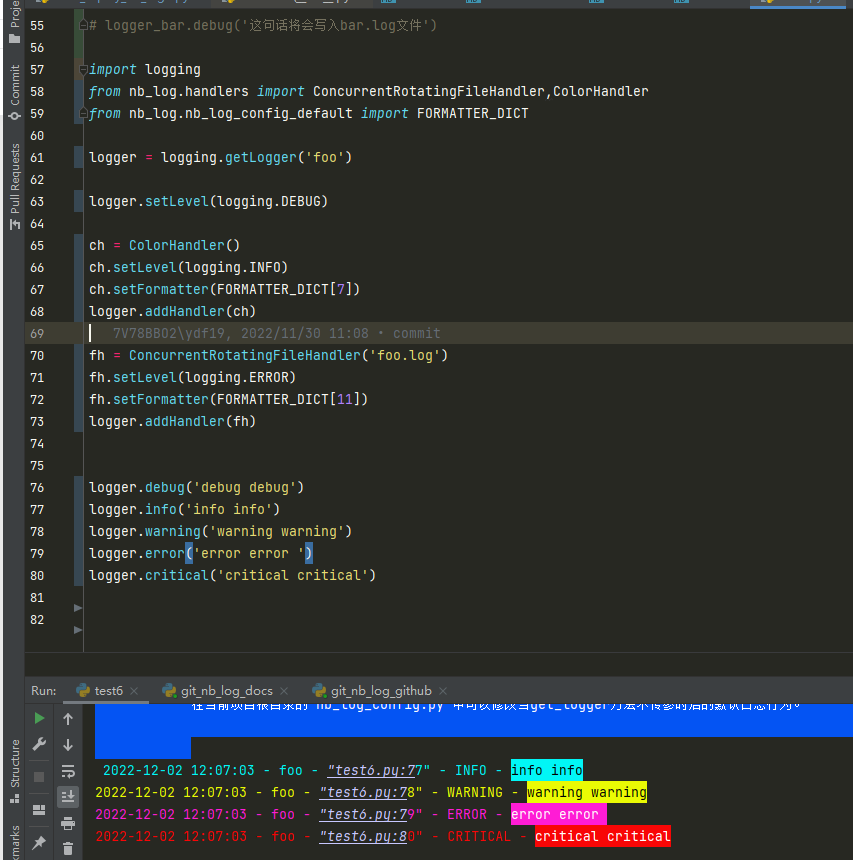 Proje
Commit
Pull Requests
Structure
kmarks
55 # logger_bar.debug('这句话将会写入bar.log文件')
56
57 import logging
58 from nb_log.handlers import ConcurrentRotatingFileHandler,ColorHandler
59 from nb_log.nb_log_config_default import FORMATTER_DICT
60
61 logger = logging.getLogger('foo')
62
63 logger.setLevel(logging.DEBUG)
64
65 ch = ColorHandler()
66 ch.setLevel(logging.INFO)
67 ch.setFormatter(FORMATTER_DICT[7])
68 logger.addHandler(ch)
69 7V78BBO2\ydf19, 2022/11/30 11:08 · commit
70 fh = ConcurrentRotatingFileHandler('foo.log')
71 fh.setLevel(logging.ERROR)
72 fh.setFormatter(FORMATTER_DICT[11])
73 logger.addHandler(fh)
74
75
76 logger.debug('debug debug')
77 logger.info('info info')
78 logger.warning('warning warning')
79 logger.error('error error ')
80 logger.critical('critical critical')
81
82
Run: test6 × git_nb_log_docs × git_nb_log_github ×
在当前项目根目录的 nb_log_config.py 中可以修改当get_logger方法不传参时后的默认日志行为。
2022-12-02 12:07:03 - foo - "test6.py:77" - INFO - info info
2022-12-02 12:07:03 - foo - "test6.py:78" - WARNING - warning warning
2022-12-02 12:07:03 - foo - "test6.py:79" - ERROR - error error
2022-12-02 12:07:03 - foo - "test6.py:80" - CRITICAL - critical critical